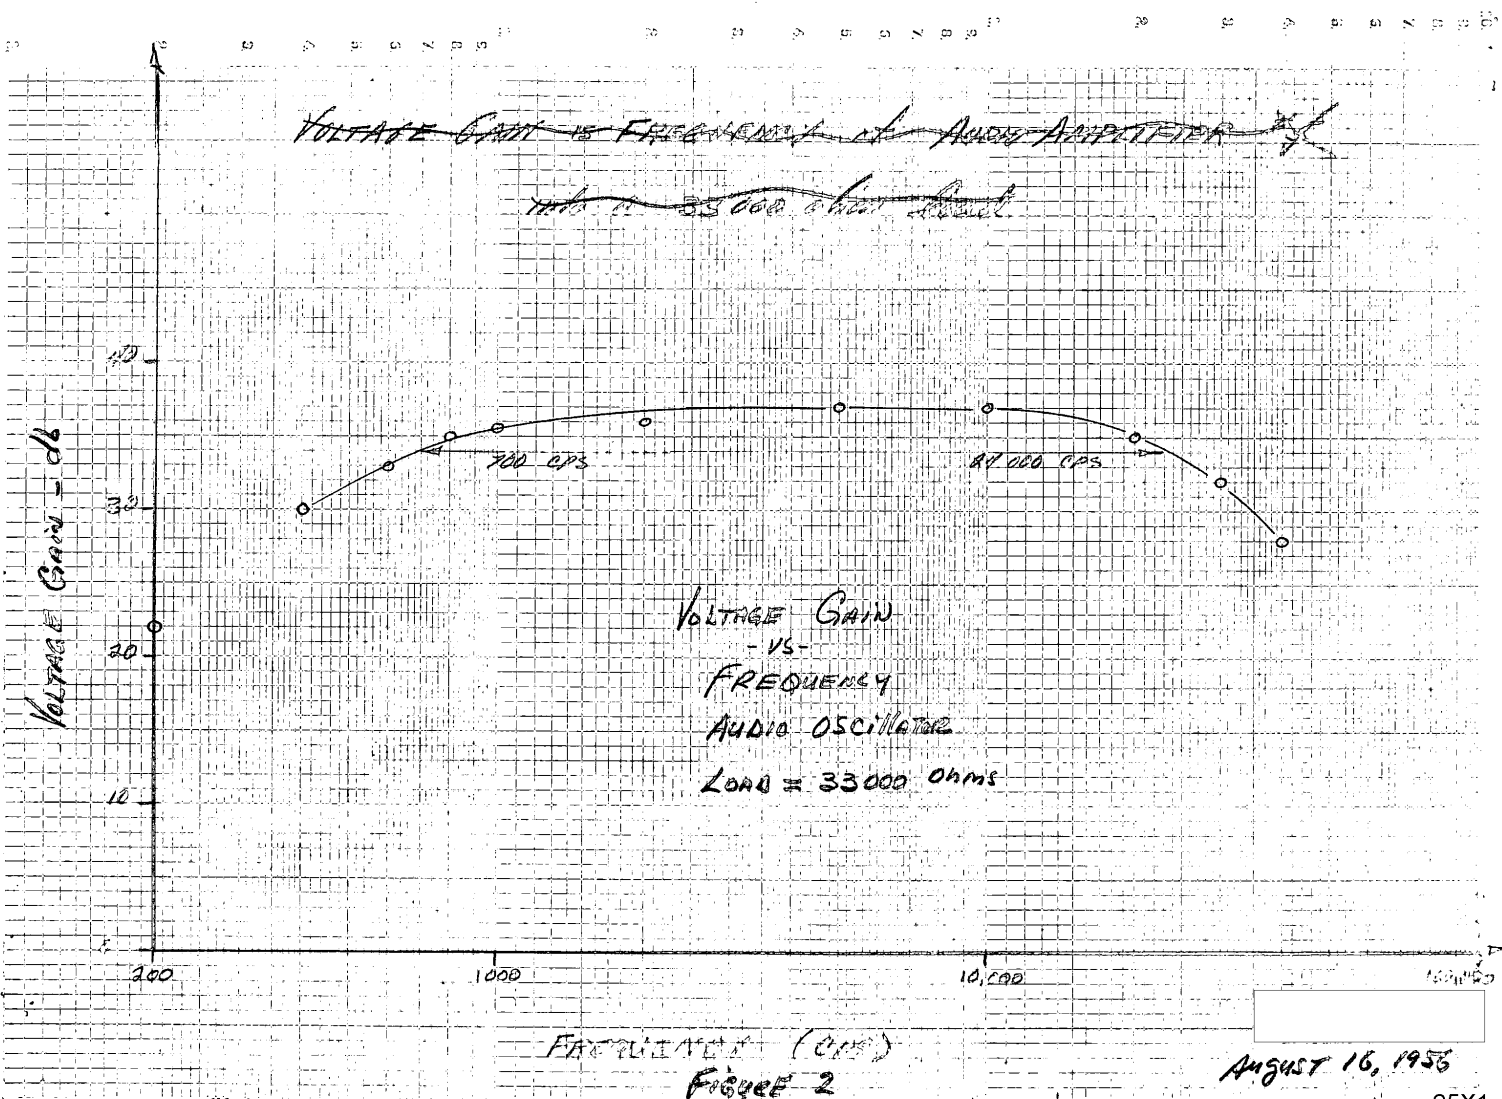 VOLTAGE GAIN vs FREQUENCY of AUDIO AMPLIFIER
into a 33000 ohm load
40
30
20
10
VOLTAGE GAIN - db
700 CPS
24 000 CPS
VOLTAGE GAIN
- VS -
FREQUENCY
AUDIO OSCillATOR
LOAD = 33000 Ohms
200
1000
10,000
FREQUENCY (CPS)
FIGURE 2
AUGUST 16, 1956
25X1